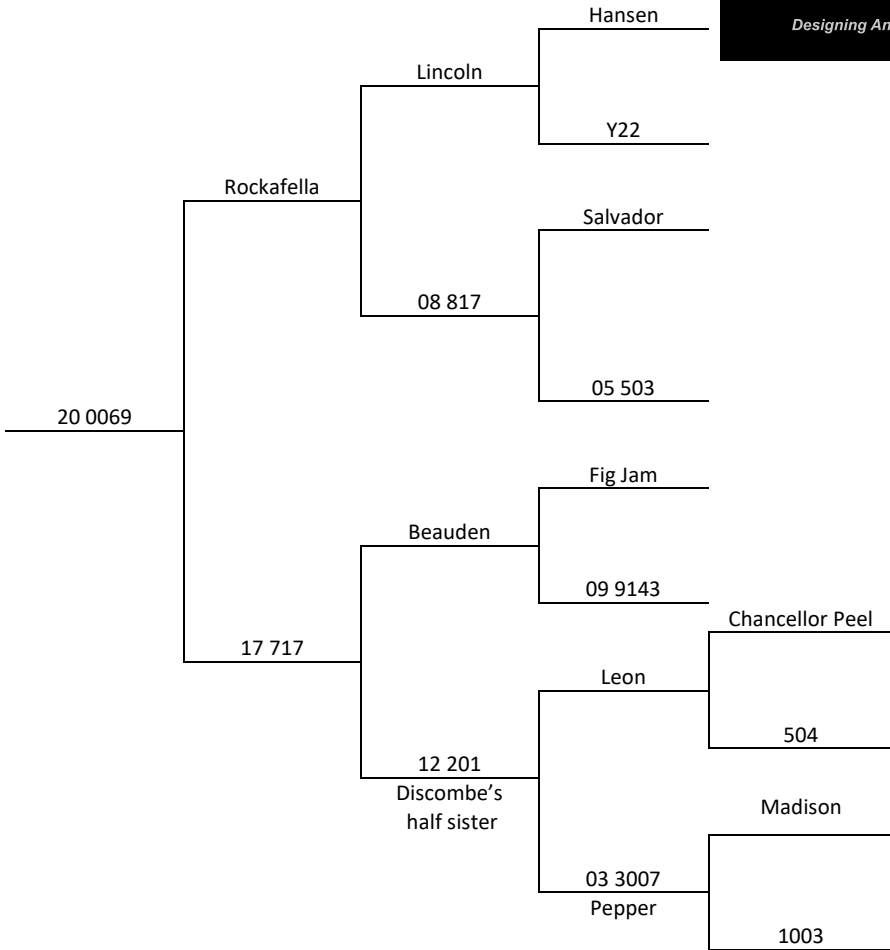 Hansen
Designing An
Lincoln
Y22
Rockafella
Salvador
08 817
05 503
20 0069
Fig Jam
Beauden
09 9143
Chancellor Peel
17 717
Leon
504
12 201
Discombe’s
half sister
Madison
03 3007
Pepper
1003